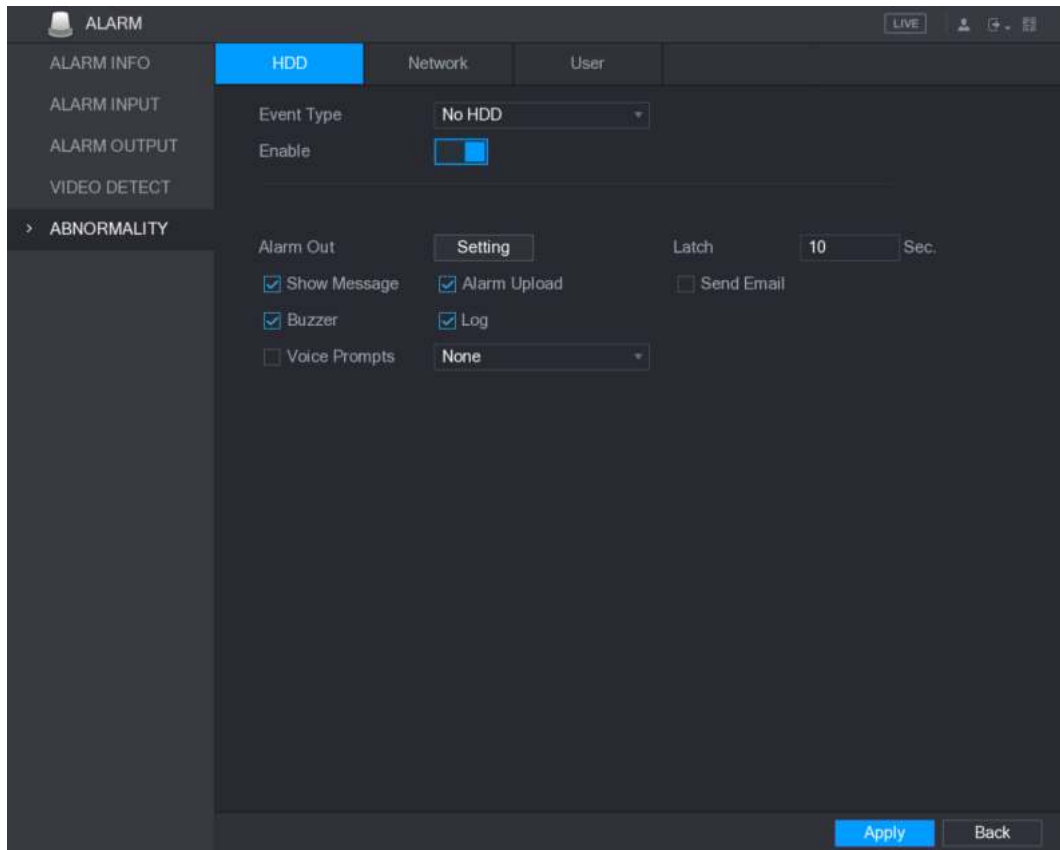 ALARM LIVE
ALARM INFO
ALARM INPUT
ALARM OUTPUT
VIDEO DETECT
> ABNORMALITY
HDD Network User
Event Type No HDD
Enable
Alarm Out Setting Latch 10 Sec.
Show Message Alarm Upload Send Email
Buzzer Log
Voice Prompts None
Apply Back